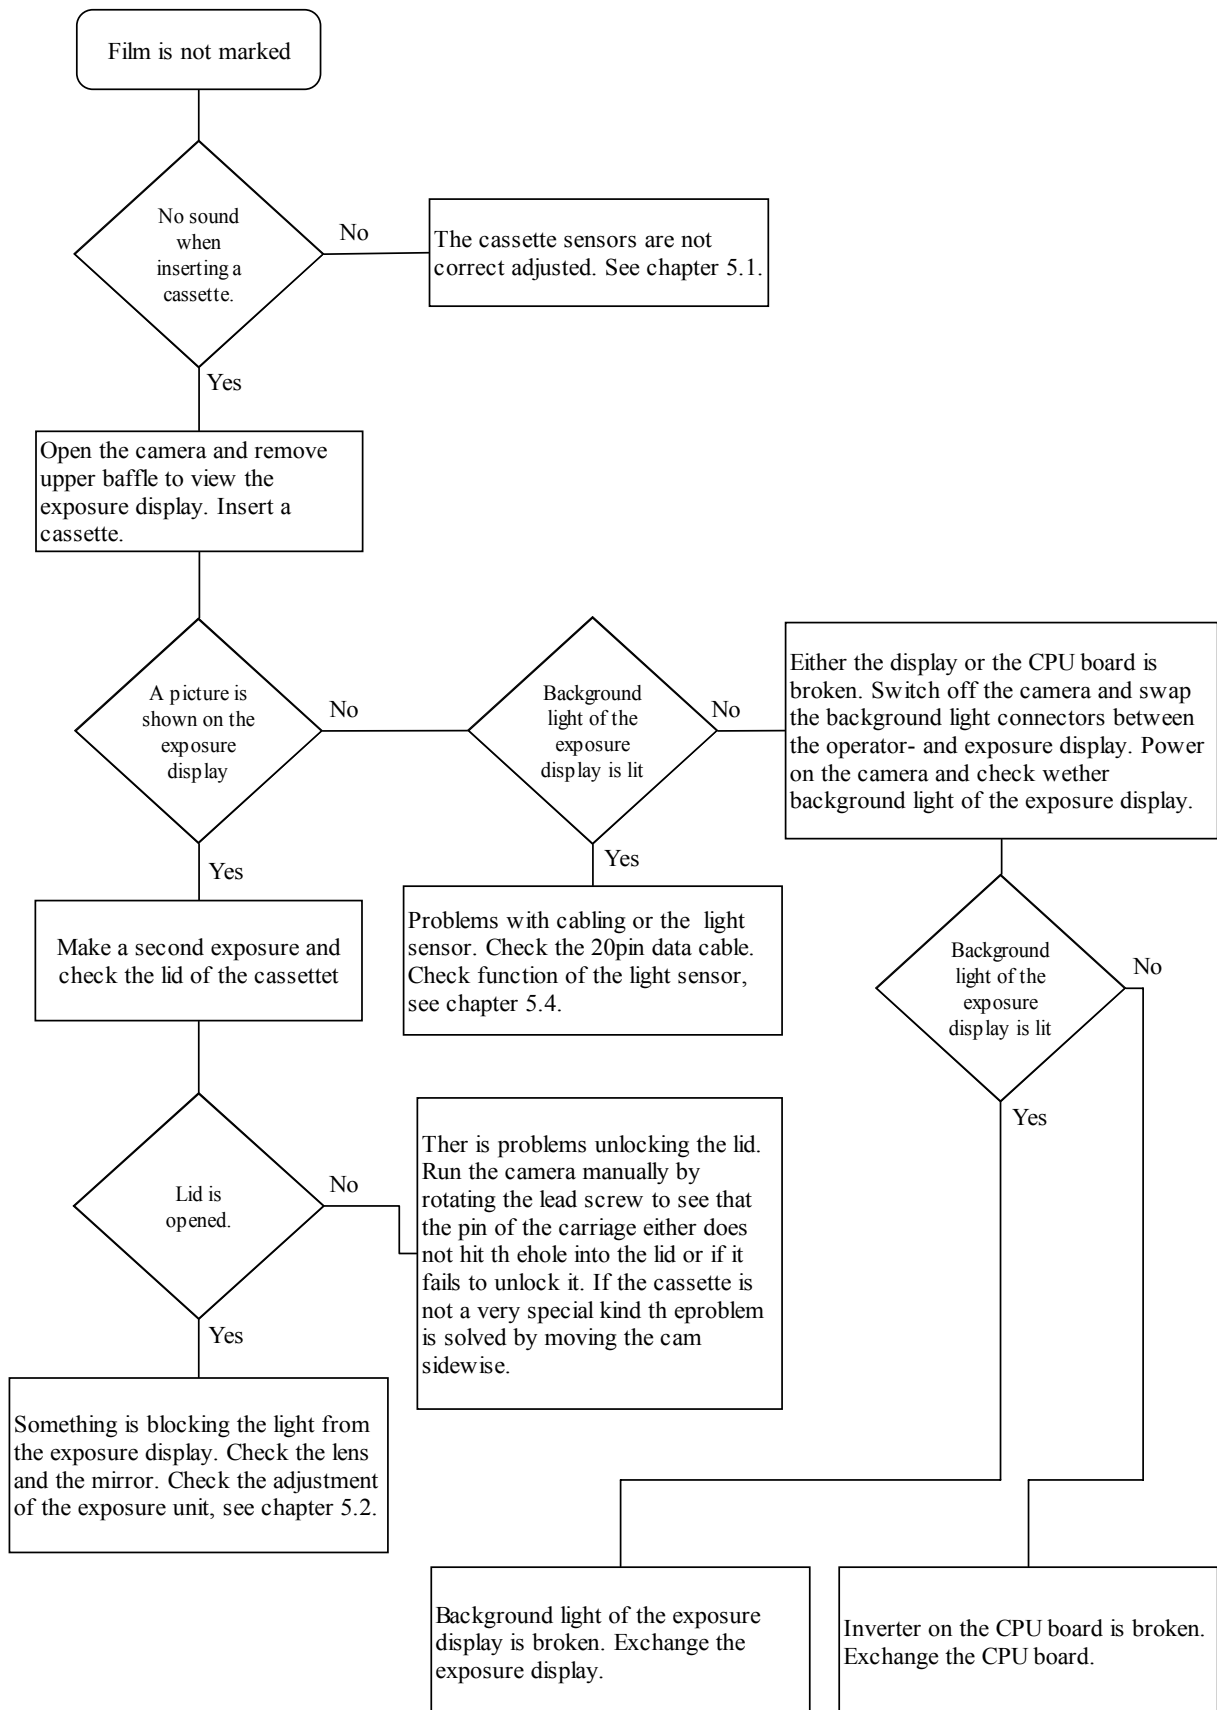 Film is not marked
No sound
when
inserting a
cassette.
No
The cassette sensors are not
correct adjusted. See chapter 5.1.
Yes
Open the camera and remove
upper baffle to view the
exposure display. Insert a
cassette.
A picture is
shown on the
exposure
display
No
Background
light of the
exposure
display is lit
No
Either the display or the CPU board is
broken. Switch off the camera and swap
the background light connectors between
the operator- and exposure display. Power
on the camera and check wether
background light of the exposure display.
Yes
Yes
Make a second exposure and
check the lid of the cassettet
Problems with cabling or the light
sensor. Check the 20pin data cable.
Check function of the light sensor,
see chapter 5.4.
Background
light of the
exposure
display is lit
No
Yes
Lid is
opened.
No
Ther is problems unlocking the lid.
Run the camera manually by
rotating the lead screw to see that
the pin of the carriage either does
not hit th ehole into the lid or if it
fails to unlock it. If the cassette is
not a very special kind th eproblem
is solved by moving the cam
sidewise.
Yes
Something is blocking the light from
the exposure display. Check the lens
and the mirror. Check the adjustment
of the exposure unit, see chapter 5.2.
Background light of the exposure
display is broken. Exchange the
exposure display.
Inverter on the CPU board is broken.
Exchange the CPU board.